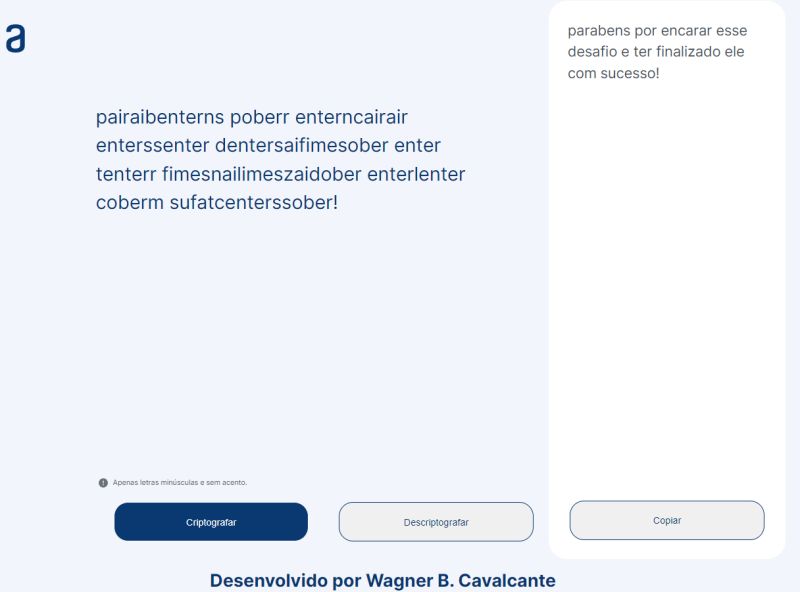 a
pairaibenterns poberr enterncairair
enterssenter dentersaifimesober enter
tenterr fimesnailimeszaidober enterlenter
coberm sufatcenterssober!
parabens por encarar esse
desafio e ter finalizado ele
com sucesso!
Apenas letras minúsculas e sem acento.
Criptografar
Descriptografar
Copiar
Desenvolvido por Wagner B. Cavalcante